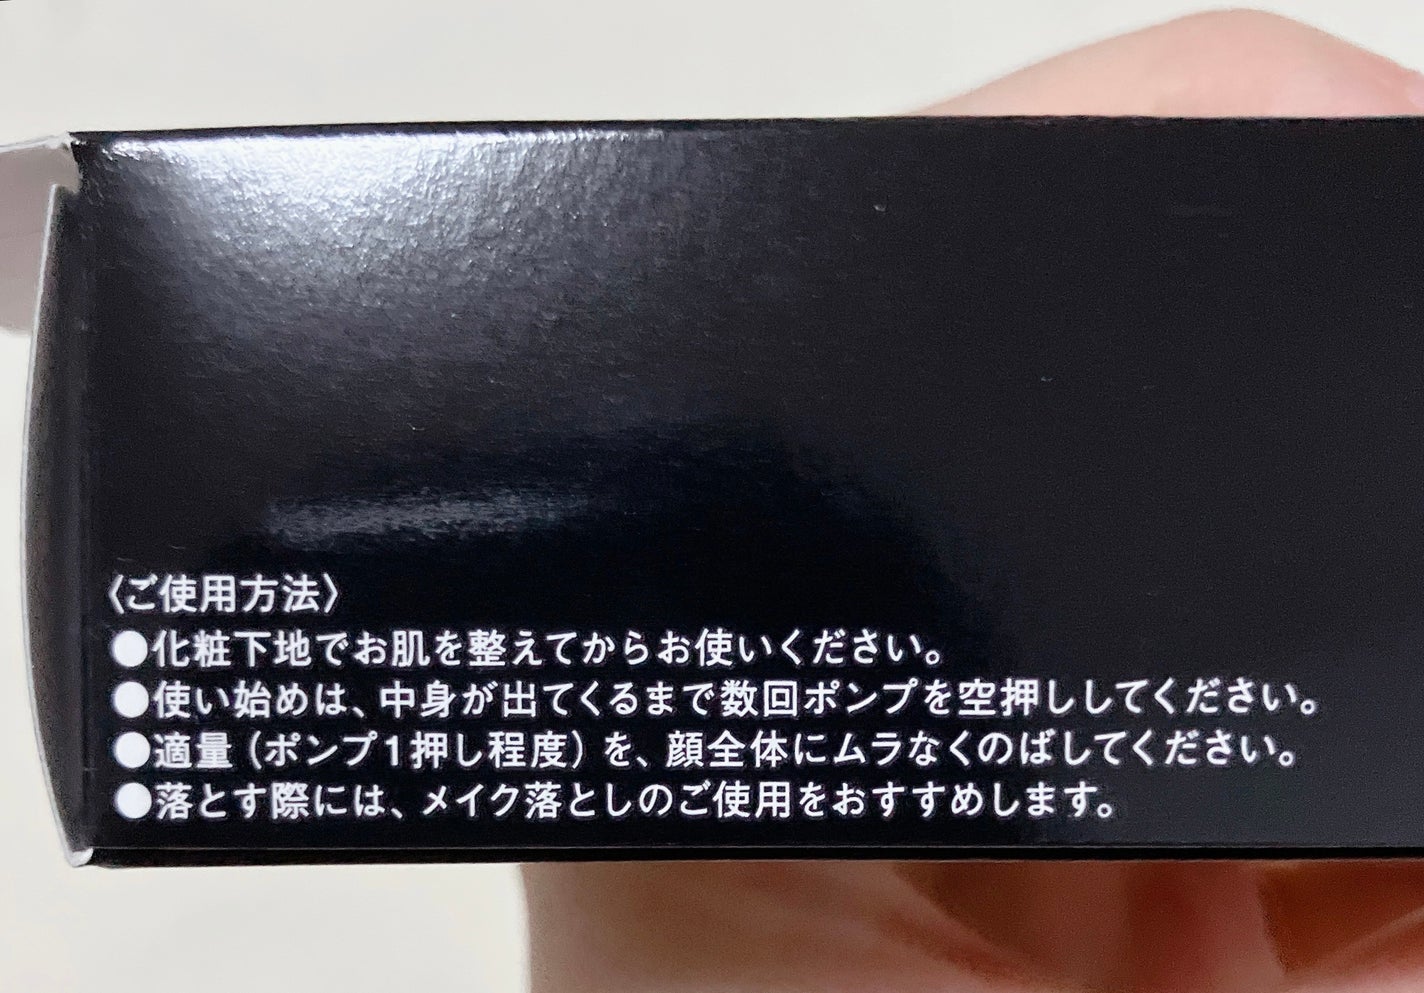 〈ご使用方法〉
●化粧下地でお肌を整えてからお使いください。
●使い始めは、中身が出てくるまで数回ポンプを空押ししてください。
●適量（ポンプ1押し程度）を、顔全体にムラなくのばしてください。
●落とす際には、メイク落としのご使用をおすすめします。